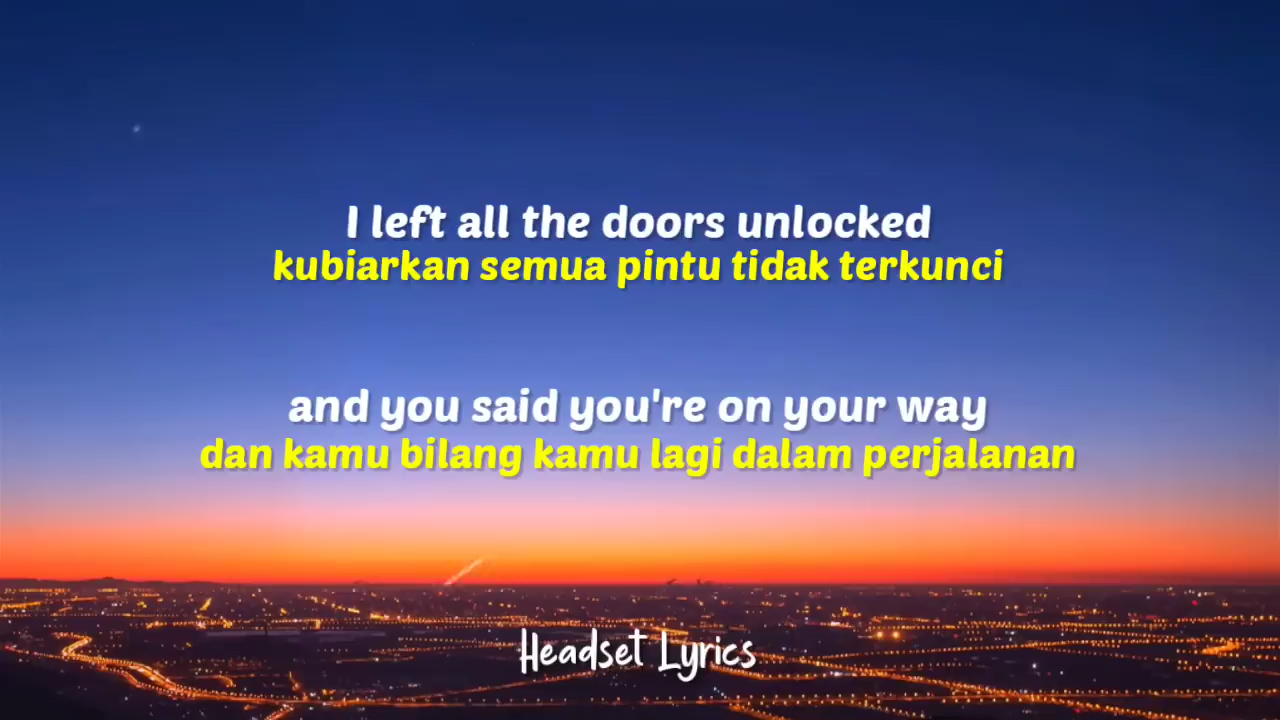 I left all the doors unlocked
kubiarkan semua pintu tidak terkunci
and you said you're on your way
dan kamu bilang kamu lagi dalam perjalanan
Headset Lyrics